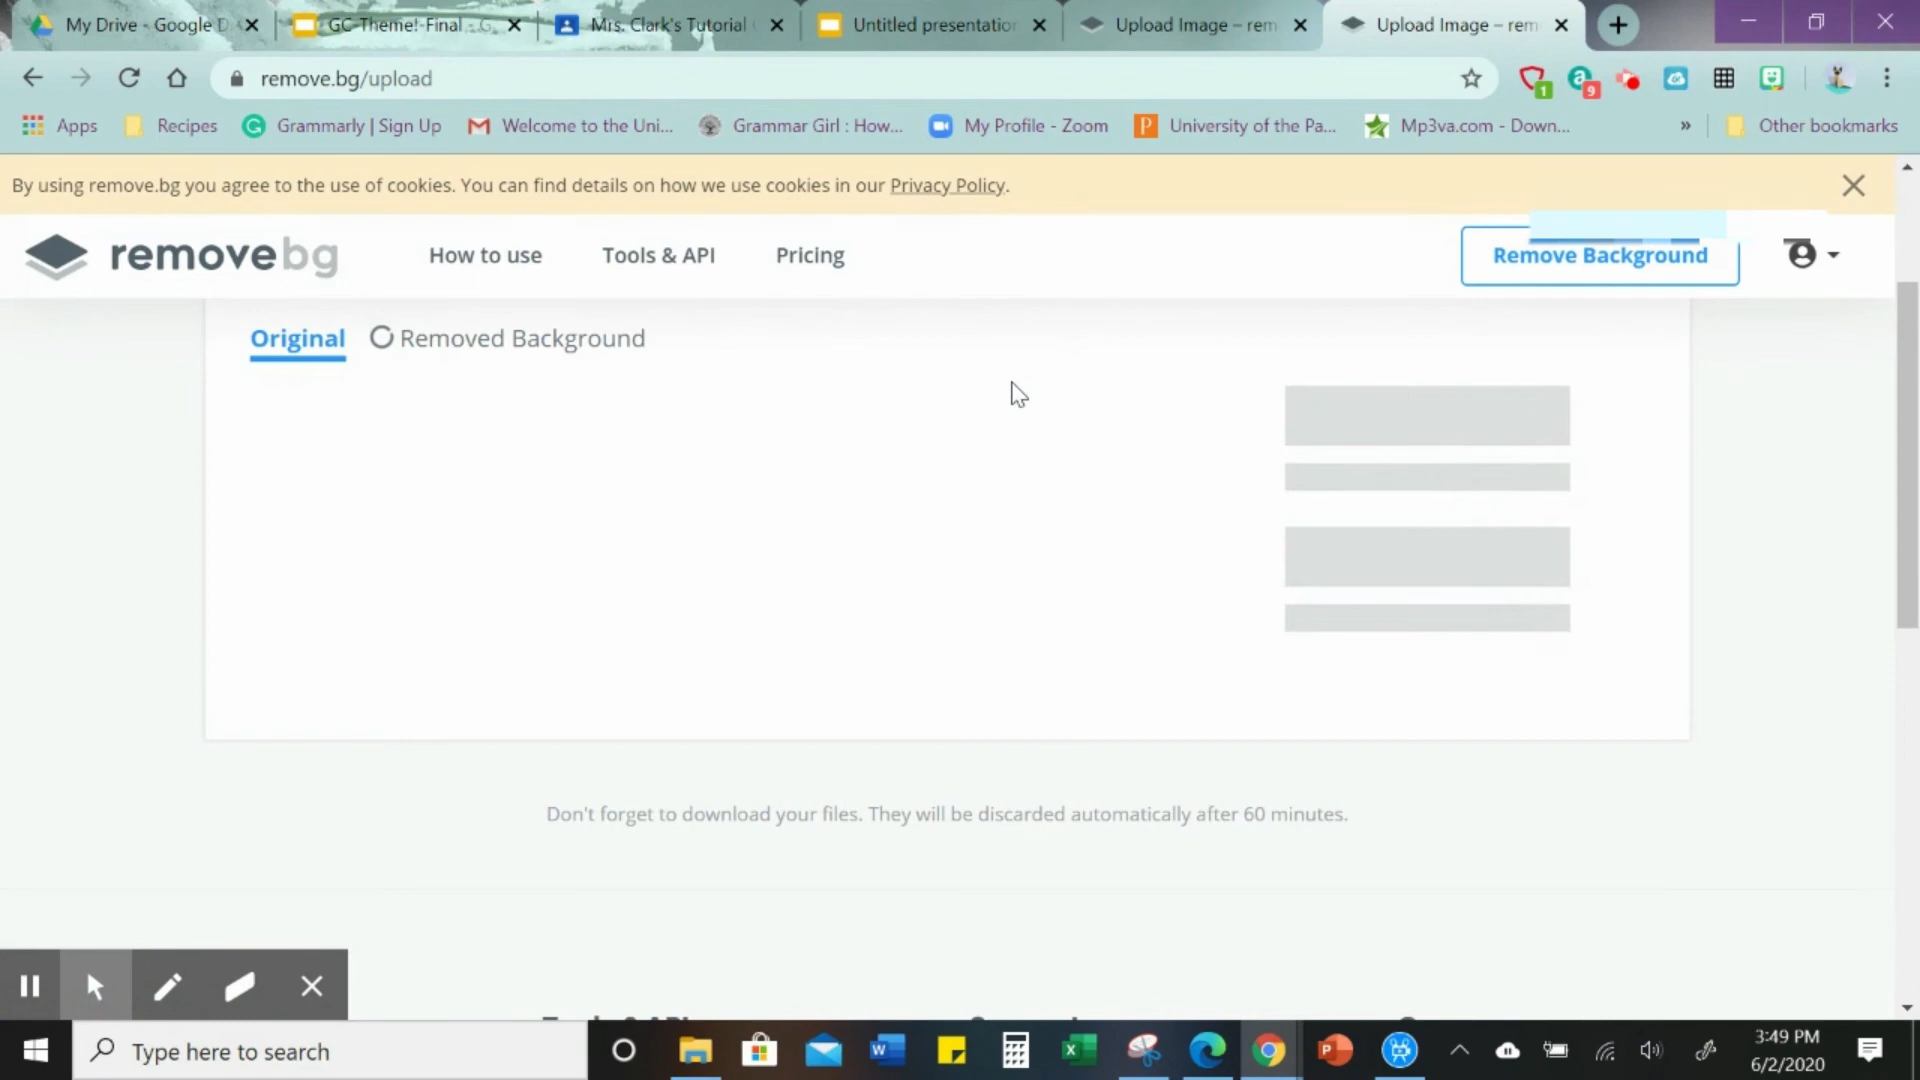 My Drive - Google D
GC-Theme!-Final - G
Mrs. Clark's Tutorial
Untitled presentation
Upload Image – rem
Upload Image – rem
remove.bg/upload
1
9
Apps
Recipes
Grammarly | Sign Up
Welcome to the Uni...
Grammar Girl : How...
My Profile - Zoom
University of the Pa...
Mp3va.com - Down...
»
Other bookmarks
By using remove.bg you agree to the use of cookies. You can find details on how we use cookies in our Privacy Policy.
removebg
How to use
Tools & API
Pricing
Remove Background
Original
Removed Background
Don't forget to download your files. They will be discarded automatically after 60 minutes.
Type here to search
3:49 PM
6/2/2020